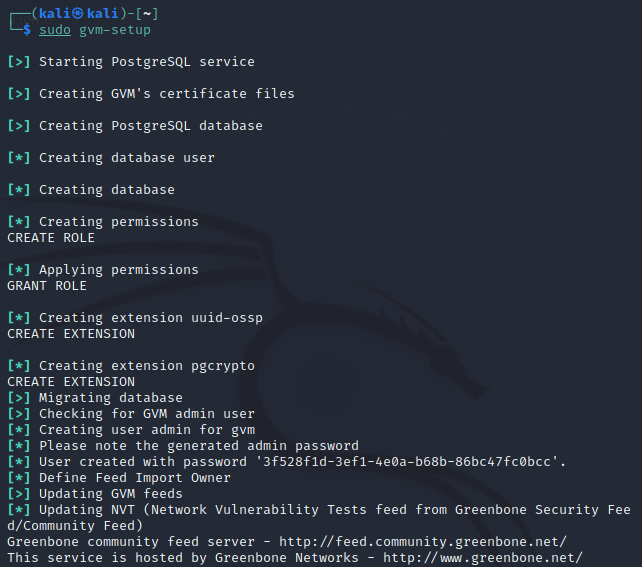 ┌──(kali㉿kali)-[~]
└─$ sudo gvm-setup
[>] Starting PostgreSQL service
[>] Creating GVM's certificate files
[>] Creating PostgreSQL database
[*] Creating database user
[*] Creating database
[*] Creating permissions
CREATE ROLE
[*] Applying permissions
GRANT ROLE
[*] Creating extension uuid-ossp
CREATE EXTENSION
[*] Creating extension pgcrypto
CREATE EXTENSION
[>] Migrating database
[>] Checking for GVM admin user
[*] Creating user admin for gvm
[*] Please note the generated admin password
[*] User created with password '3f528f1d-3ef1-4e0a-b68b-86bc47fc0bcc'.
[*] Define Feed Import Owner
[>] Updating GVM feeds
[*] Updating NVT (Network Vulnerability Tests feed from Greenbone Security Fee
d/Community Feed)
Greenbone community feed server - http://feed.community.greenbone.net/
This service is hosted by Greenbone Networks - http://www.greenbone.net/